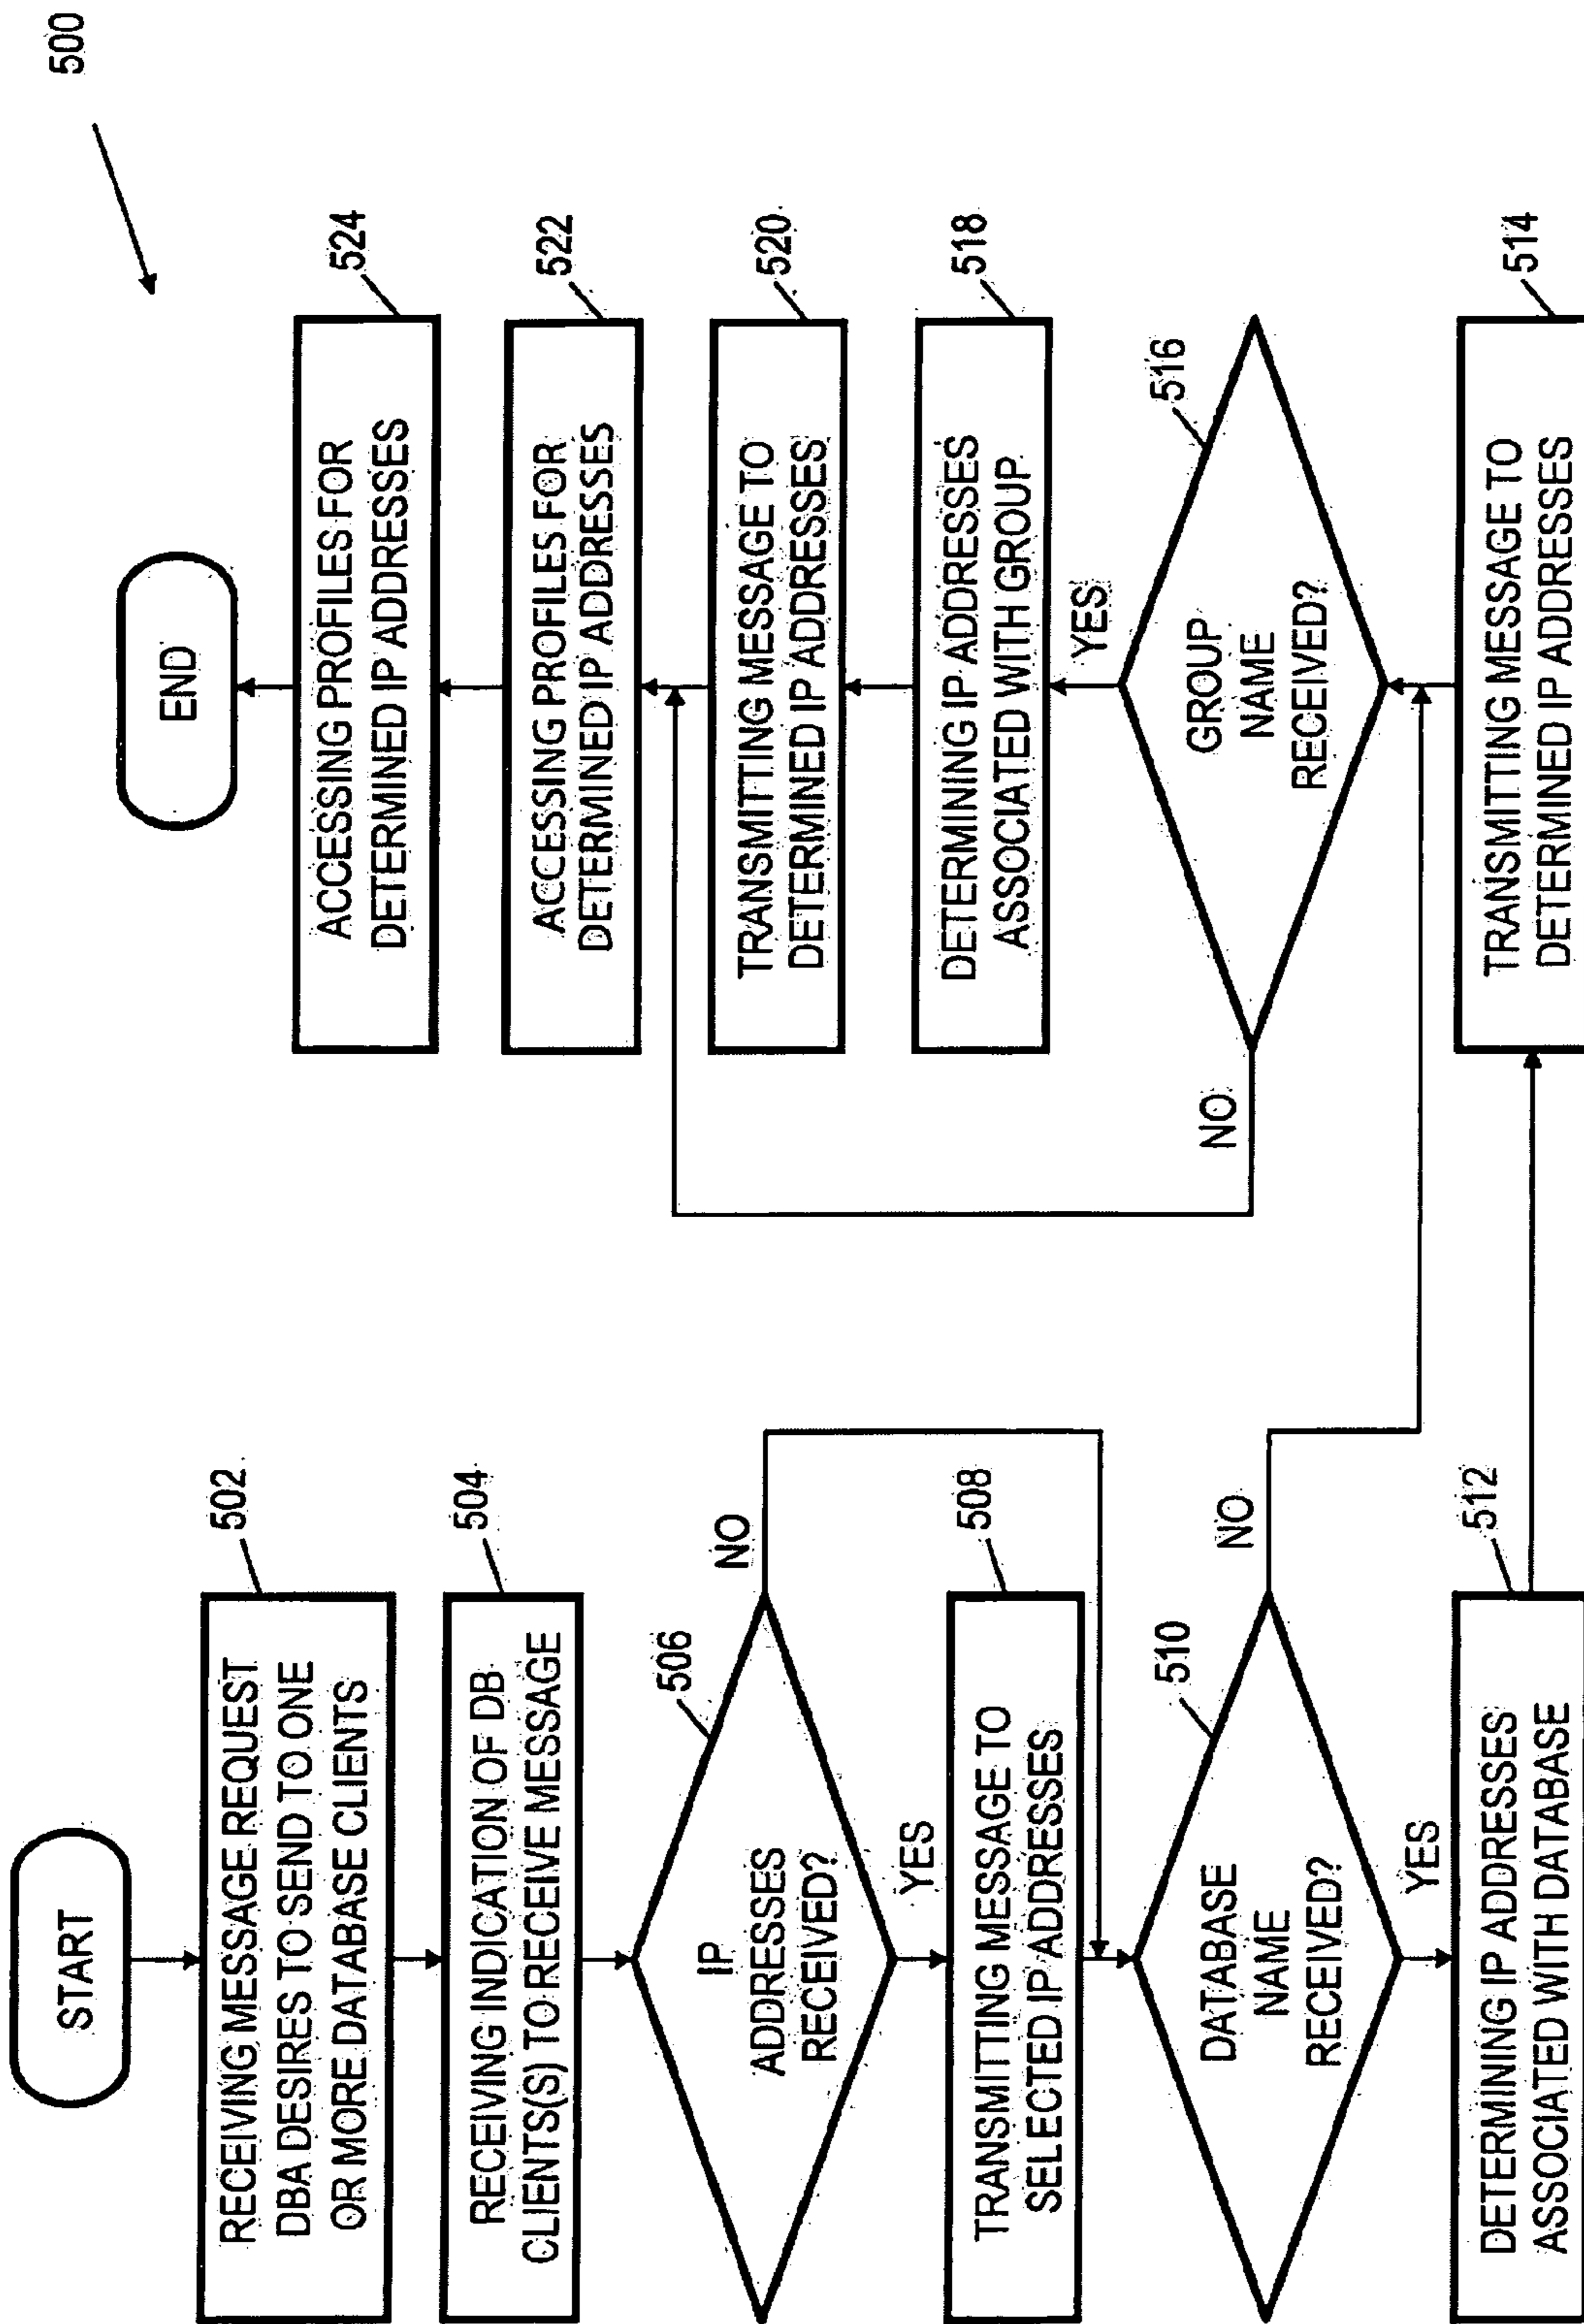 500
START
502
RECEIVING MESSAGE REQUEST
DBA DESIRES TO SEND TO ONE
OR MORE DATABASE CLIENTS
504
RECEIVING INDICATION OF DB
CLIENTS(S) TO RECEIVE MESSAGE
506
IP
ADDRESSES
RECEIVED?
NO
YES
508
TRANSMITTING MESSAGE TO
SELECTED IP ADDRESSES
510
DATABASE
NAME
RECEIVED?
NO
YES
512
DETERMINING IP ADDRESSES
ASSOCIATED WITH DATABASE
END
524
ACCESSING PROFILES FOR
DETERMINED IP ADDRESSES
522
ACCESSING PROFILES FOR
DETERMINED IP ADDRESSES
520
TRANSMITTING MESSAGE TO
DETERMINED IP ADDRESSES
518
DETERMINING IP ADDRESSES
ASSOCIATED WITH GROUP
YES
516
GROUP
NAME
RECEIVED?
NO
514
TRANSMITTING MESSAGE TO
DETERMINED IP ADDRESSES